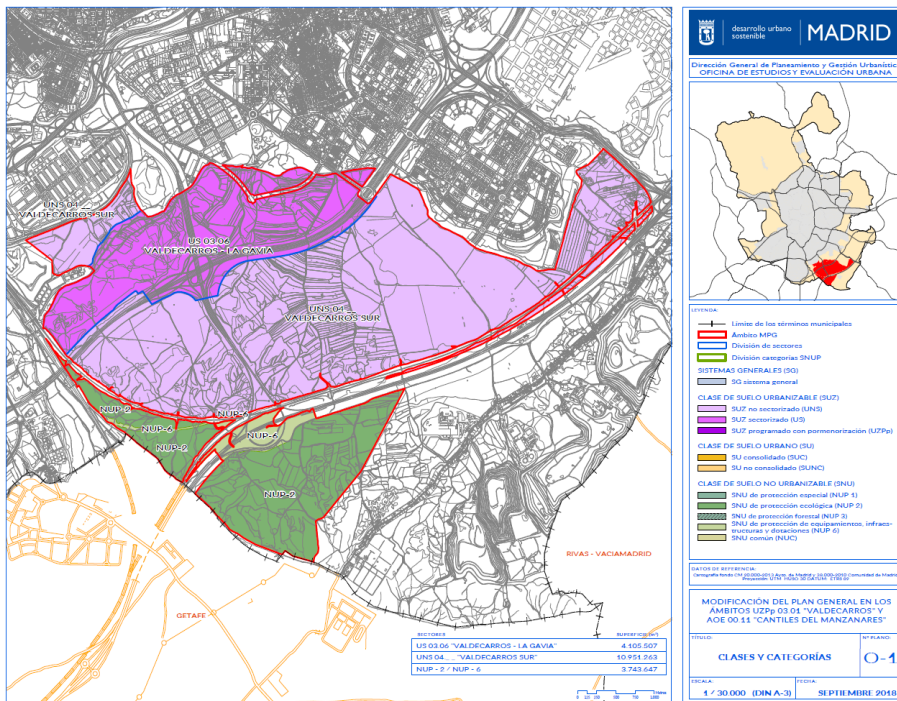 UNS 04_ _
VALDECARROS SUR
US 03.06
VALDECARROS - LA GAVIA
UNS 04_ _
VALDECARROS SUR
NUP-2
NUP-6
NUP-6
NUP-2
NUP-6
NUP-2
RIVAS - VACIAMADRID
GETAFE
SECTORES SUPERFICIE (m²)
US 03.06 "VALDECARROS - LA GAVIA" 4.105.507
UNS 04._ _ "VALDECARROS SUR" 10.951.263
NUP - 2 / NUP - 6 3.743.647
desarrollo urbano
sostenible
MADRID
Dirección General de Planeamiento y Gestión Urbanística
OFICINA DE ESTUDIOS Y EVALUACIÓN URBANA
LEYENDA:
Límite de los términos municipales
Ámbito MPG
División de sectores
División categorías SNUP
SISTEMAS GENERALES (SG)
SG sistema general
CLASE DE SUELO URBANIZABLE (SUZ)
SUZ no sectorizado (UNS)
SUZ sectorizado (US)
SUZ programado con pormenorización (UZPp)
CLASE DE SUELO URBANO (SU)
SU consolidado (SUC)
SU no consolidado (SUNC)
CLASE DE SUELO NO URBANIZABLE (SNU)
SNU de protección especial (NUP 1)
SNU de protección ecológica (NUP 2)
SNU de protección forestal (NUP 3)
SNU de protección de equipamientos, infraes-
tructuras y dotaciones (NUP 6)
SNU común (NUC)
DATOS DE REFERENCIA:
MODIFICACIÓN DEL PLAN GENERAL EN LOS
ÁMBITOS UZPp 03.01 "VALDECARROS" Y
AOE 00.11 "CANTILES DEL MANZANARES"
TÍTULO:
CLASES Y CATEGORÍAS
Nº PLANO:
O-1
ESCALA:
1 / 30.000 (DIN A-3)
FECHA:
SEPTIEMBRE 2018